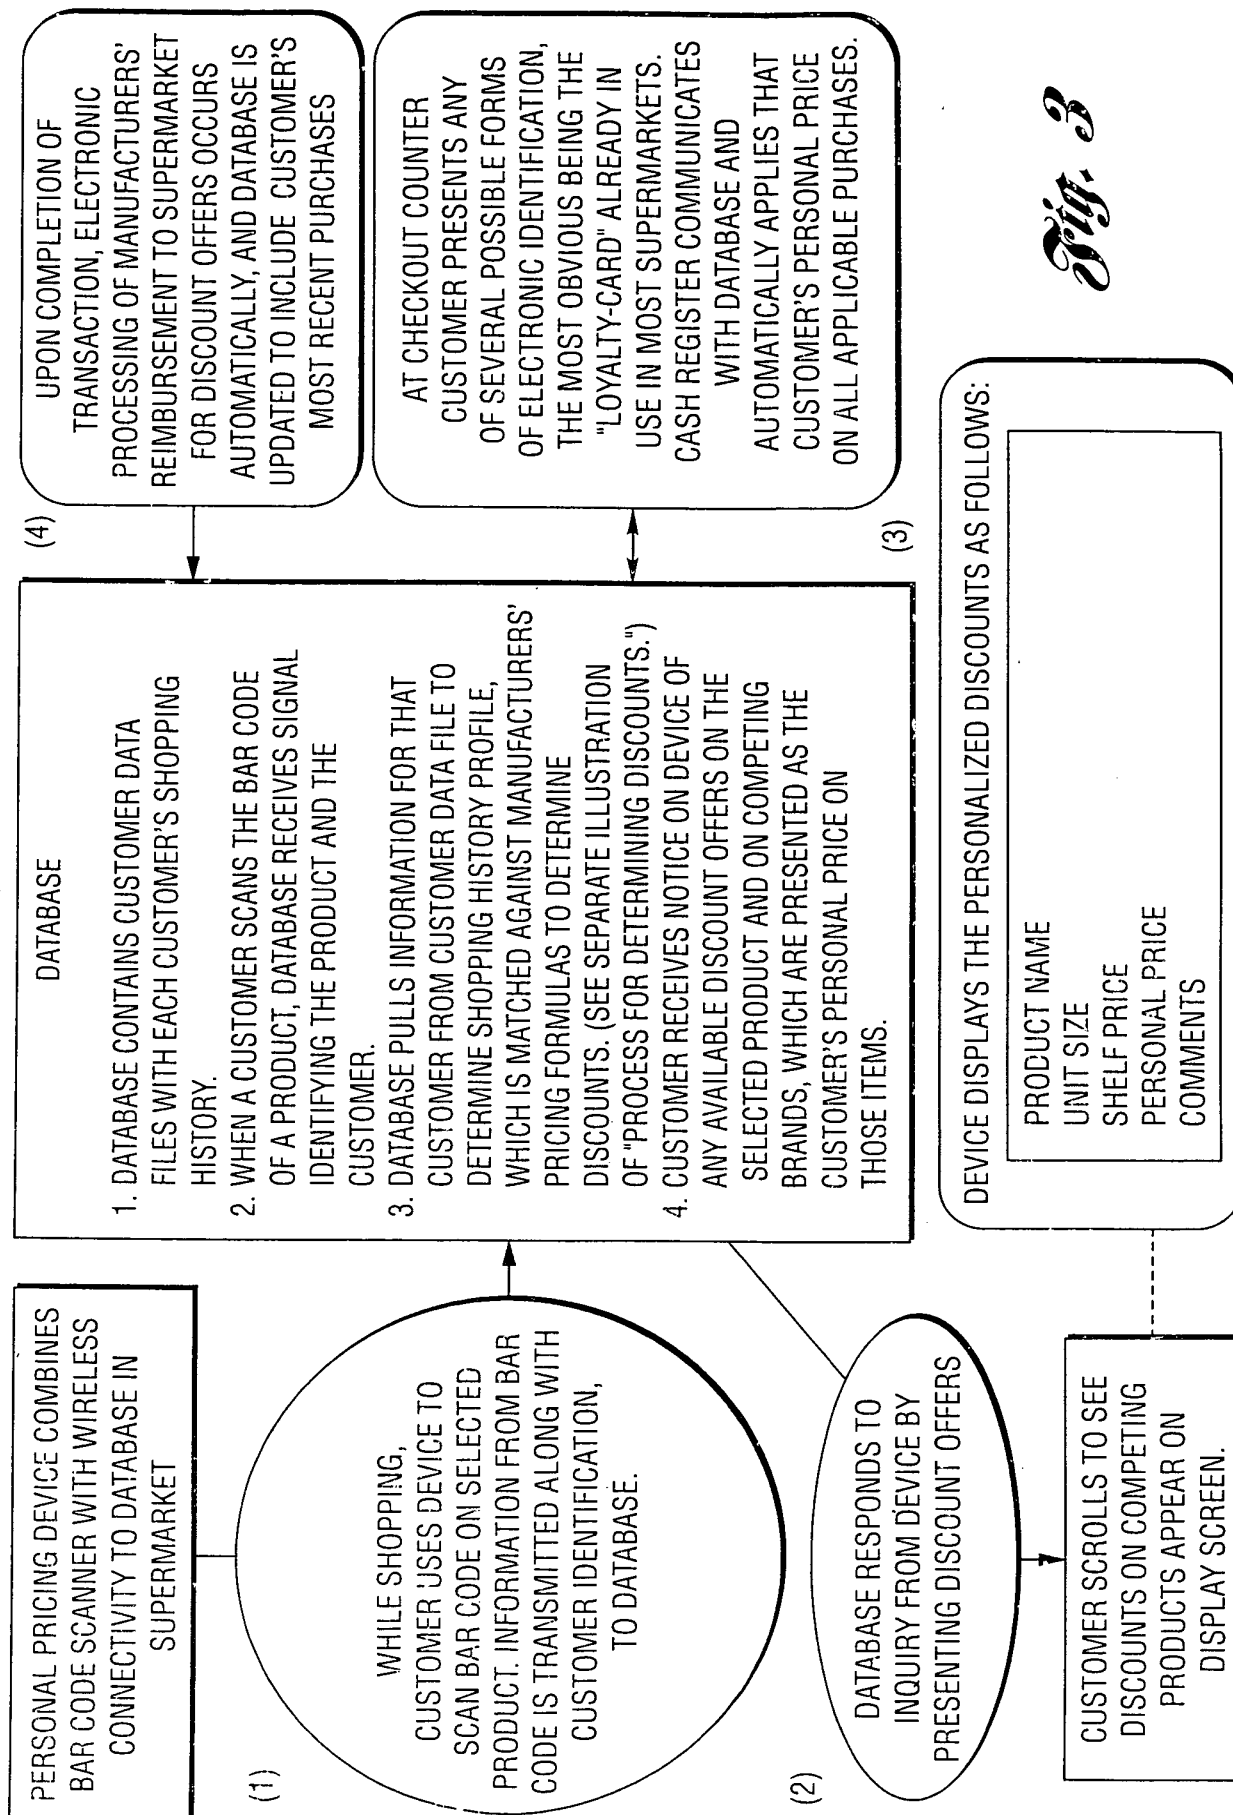 PERSONAL PRICING DEVICE COMBINES
BAR CODE SCANNER WITH WIRELESS
CONNECTIVITY TO DATABASE IN
SUPERMARKET
(1)
WHILE SHOPPING,
CUSTOMER USES DEVICE TO
SCAN BAR CODE ON SELECTED
PRODUCT. INFORMATION FROM BAR
CODE IS TRANSMITTED ALONG WITH
CUSTOMER IDENTIFICATION,
TO DATABASE.
(2)
DATABASE RESPONDS TO
INQUIRY FROM DEVICE BY
PRESENTING DISCOUNT OFFERS
CUSTOMER SCROLLS TO SEE
DISCOUNTS ON COMPETING
PRODUCTS APPEAR ON
DISPLAY SCREEN.
DATABASE
1. DATABASE CONTAINS CUSTOMER DATA
FILES WITH EACH CUSTOMER'S SHOPPING
HISTORY.
2. WHEN A CUSTOMER SCANS THE BAR CODE
OF A PRODUCT, DATABASE RECEIVES SIGNAL
IDENTIFYING THE PRODUCT AND THE
CUSTOMER.
3. DATABASE PULLS INFORMATION FOR THAT
CUSTOMER FROM CUSTOMER DATA FILE TO
DETERMINE SHOPPING HISTORY PROFILE,
WHICH IS MATCHED AGAINST MANUFACTURERS'
PRICING FORMULAS TO DETERMINE
DISCOUNTS. (SEE SEPARATE ILLUSTRATION
OF "PROCESS FOR DETERMINING DISCOUNTS.")
4. CUSTOMER RECEIVES NOTICE ON DEVICE OF
ANY AVAILABLE DISCOUNT OFFERS ON THE
SELECTED PRODUCT AND ON COMPETING
BRANDS, WHICH ARE PRESENTED AS THE
CUSTOMER'S PERSONAL PRICE ON
THOSE ITEMS.
DEVICE DISPLAYS THE PERSONALIZED DISCOUNTS AS FOLLOWS:
PRODUCT NAME
UNIT SIZE
SHELF PRICE
PERSONAL PRICE
COMMENTS
(4)
UPON COMPLETION OF
TRANSACTION, ELECTRONIC
PROCESSING OF MANUFACTURERS'
REIMBURSEMENT TO SUPERMARKET
FOR DISCOUNT OFFERS OCCURS
AUTOMATICALLY, AND DATABASE IS
UPDATED TO INCLUDE CUSTOMER'S
MOST RECENT PURCHASES
AT CHECKOUT COUNTER
CUSTOMER PRESENTS ANY
OF SEVERAL POSSIBLE FORMS
OF ELECTRONIC IDENTIFICATION,
THE MOST OBVIOUS BEING THE
"LOYALTY-CARD" ALREADY IN
USE IN MOST SUPERMARKETS.
CASH REGISTER COMMUNICATES
WITH DATABASE AND
AUTOMATICALLY APPLIES THAT
CUSTOMER'S PERSONAL PRICE
ON ALL APPLICABLE PURCHASES.
(3)
Fig. 3